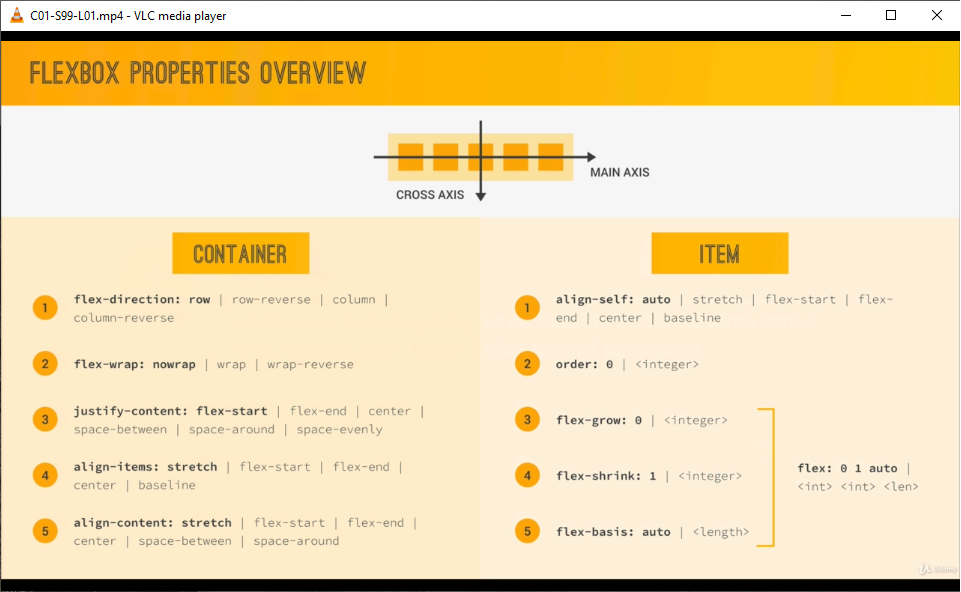 C01-S99-L01.mp4 - VLC media player
FLEXBOX PROPERTIES OVERVIEW
MAIN AXIS
CROSS AXIS
CONTAINER
1
flex-direction: row | row-reverse | column |
column-reverse
2
flex-wrap: nowrap | wrap | wrap-reverse
3
justify-content: flex-start | flex-end | center |
space-between | space-around | space-evenly
4
align-items: stretch | flex-start | flex-end |
center | baseline
5
align-content: stretch | flex-start | flex-end |
center | space-between | space-around
ITEM
1
align-self: auto | stretch | flex-start | flex-
end | center | baseline
2
order: 0 | <integer>
3
flex-grow: 0 | <integer>
4
flex-shrink: 1 | <integer>
5
flex-basis: auto | <length>
flex: 0 1 auto |
<int> <int> <len>
Udemy